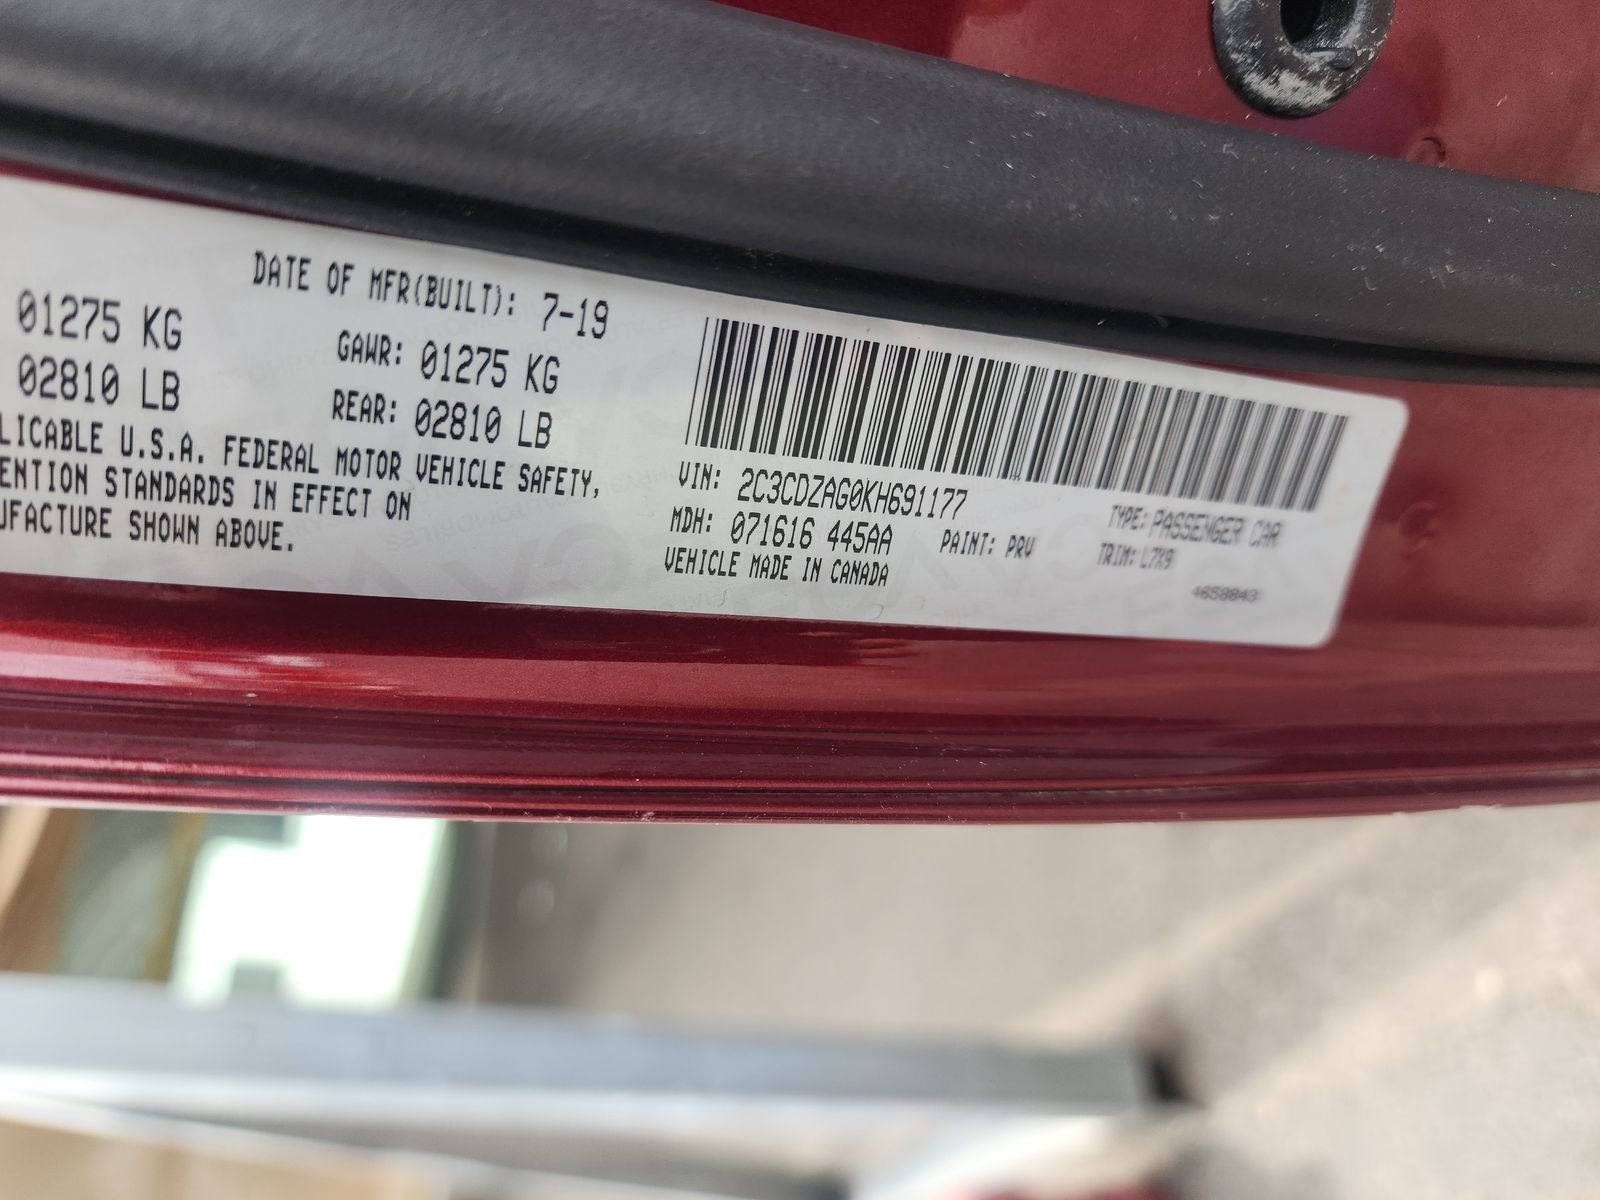 DATE OF MFR(BUILT): 7-19
01275 KG GAWR: 01275 KG
02810 LB REAR: 02810 LB
LICABLE U.S.A. FEDERAL MOTOR VEHICLE SAFETY,
ENTION STANDARDS IN EFFECT ON
UFACTURE SHOWN ABOVE.
VIN: 2C3CDZAG0KH691177
TYPE: PASSENGER CAR
MDH: 071616 445AA PAINT: PRV TRIM: L7X9
VEHICLE MADE IN CANADA